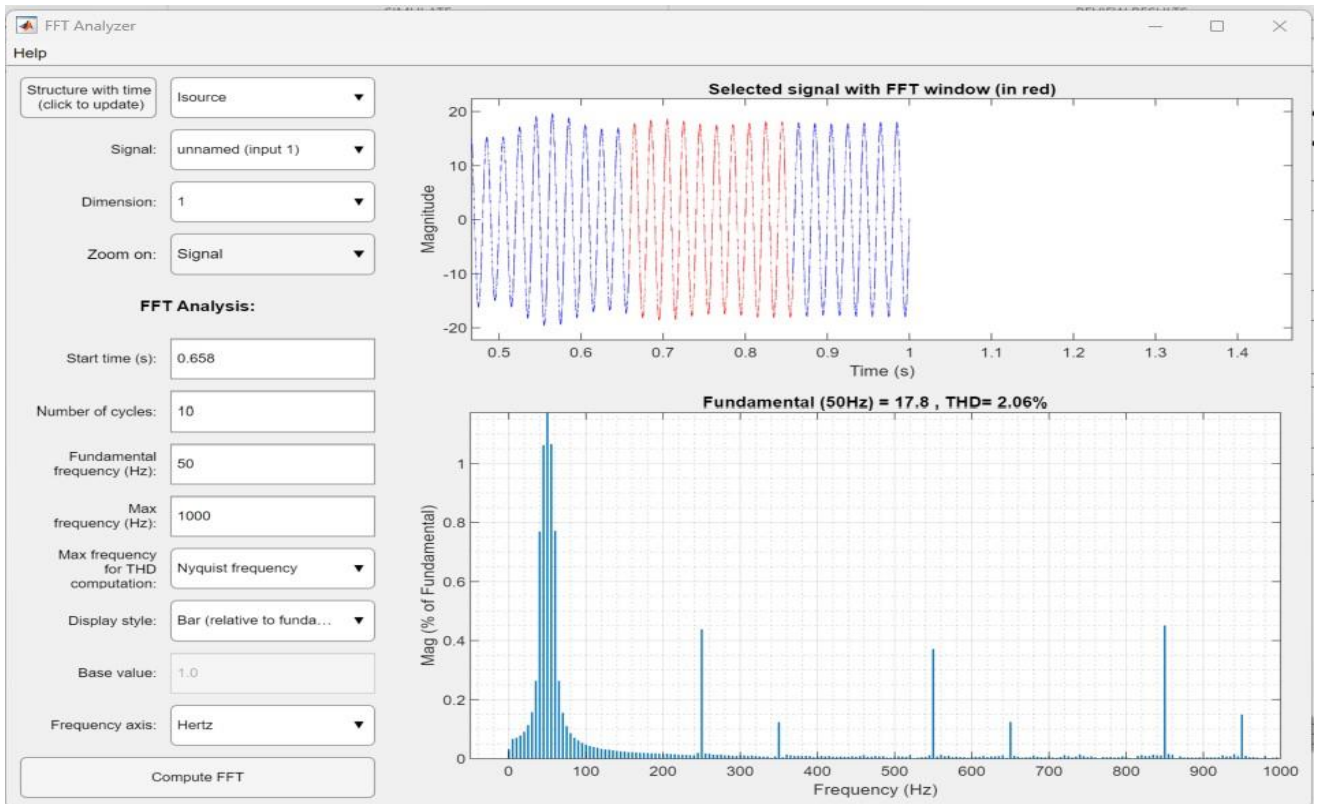 FFT Analyzer
Help
Structure with time
(click to update)
Isource
Signal:
unnamed (input 1)
Dimension:
1
Zoom on:
Signal
FFT Analysis:
Start time (s):
0.658
Number of cycles:
10
Fundamental
frequency (Hz):
50
Max
frequency (Hz):
1000
Max frequency
for THD
computation:
Nyquist frequency
Display style:
Bar (relative to funda...
Base value:
1.0
Frequency axis:
Hertz
Compute FFT
Selected signal with FFT window (in red)
Magnitude
20
10
0
-10
-20
0.5 0.6 0.7 0.8 0.9 1 1.1 1.2 1.3 1.4
Time (s)
Fundamental (50Hz) = 17.8 , THD= 2.06%
Mag (% of Fundamental)
1
0.8
0.6
0.4
0.2
0
0 100 200 300 400 500 600 700 800 900 1000
Frequency (Hz)